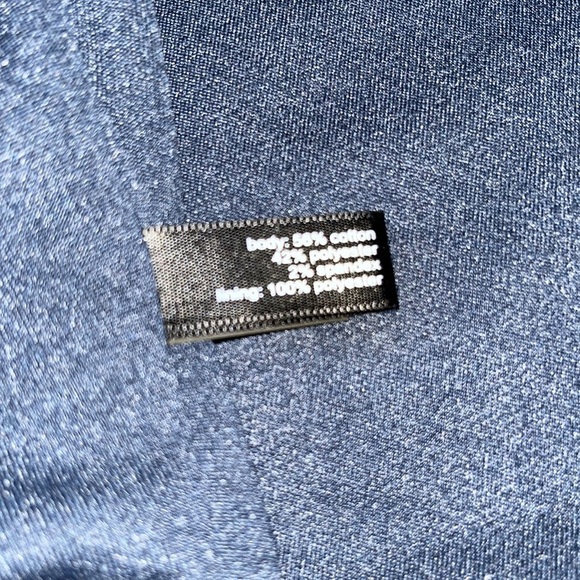 body: 56% cotton
42% polyester
2% spandex
lining: 100% polyester